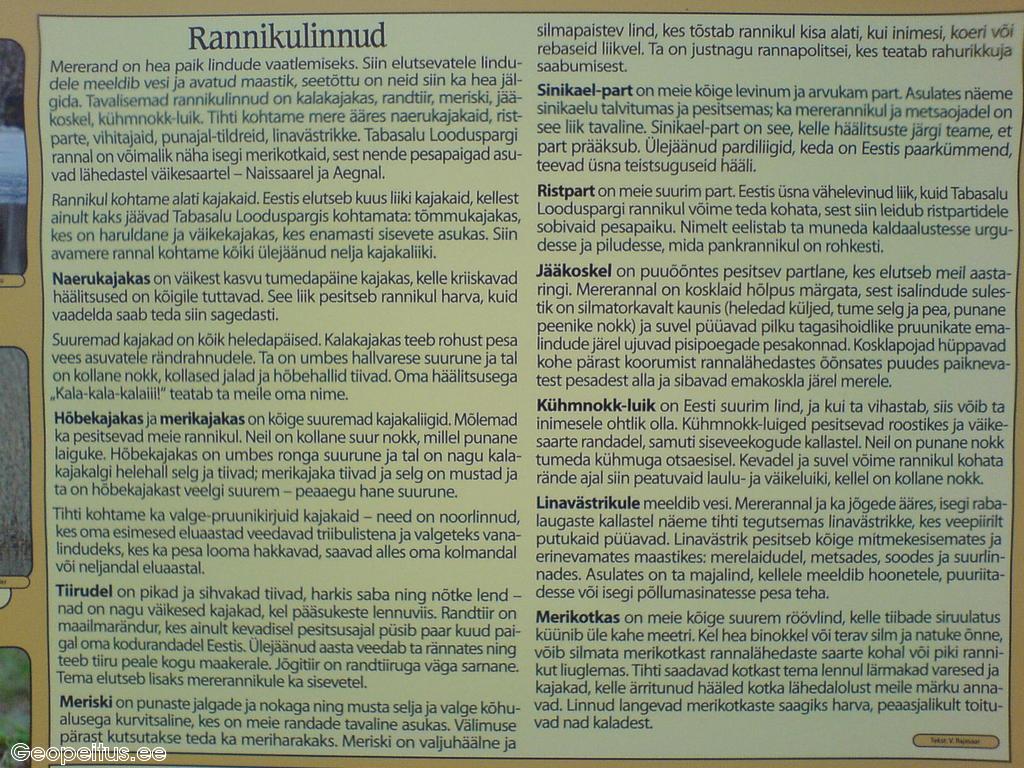 Rannikulinnud
Mererand on hea paik lindude vaatlemiseks. Siin elutsevatele lindu-
dele meeldib vesi ja avatud maastik, seetõttu on neid siin ka hea jäl-
gida. Tavalisemad rannikulinnud on kalakajakas, randtiir, meriski, jää-
koskel, kühmnokk-luik. Tihti kohtame mere ääres naerukajakaid, rist-
parte, vihitajaid, punajal-tildreid, linavästrikke. Tabasalu Looduspargi
rannal on võimalik näha isegi merikotkaid, sest nende pesapaigad asu-
vad lähedastel väikesaartel – Naissaarel ja Aegnal.
Rannikul kohtame alati kajakaid. Eestis elutseb kuus liiki kajakaid, kellest
ainult kaks jäävad Tabasalu Looduspargis kohtamata: tõmmukajakas,
kes on haruldane ja väikekajakas, kes enamasti sisevete asukas. Siin
avamere rannal kohtame kõiki ülejäänud nelja kajakaliiki.
Naerukajakas on väikest kasvu tumedapäine kajakas, kelle kriiskavad
häälitsused on kõigile tuttavad. See liik pesitseb rannikul harva, kuid
vaadelda saab teda siin sagedasti.
Suuremad kajakad on kõik heledapäised. Kalakajakas teeb rohust pesa
vees asuvatele rändrahnudele. Ta on umbes hallvarese suurune ja tal
on kollane nokk, kollased jalad ja hõbehallid tiivad. Oma häälitsusega
„Kala-kala-kalaiii!" teatab ta meile oma nime.
Hõbekajakas ja merikajakas on kõige suuremad kajakaliigid. Mõlemad
ka pesitsevad meie rannikul. Neil on kollane suur nokk, millel punane
laiguke. Hõbekajakas on umbes ronga suurune ja tal on nagu kala-
kajakalgi helehall selg ja tiivad; merikajaka tiivad ja selg on mustad ja
ta on hõbekajakast veelgi suurem – peaaegu hane suurune.
Tihti kohtame ka valge-pruunikirjuid kajakaid – need on noorlinnud,
kes oma esimesed eluaastad veedavad triibulistena ja valgeteks vana-
lindudeks, kes ka pesa looma hakkavad, saavad alles oma kolmandal
või neljandal eluaastal.
Tiirudel on pikad ja sihvakad tiivad, harkis saba ning nõtke lend –
nad on nagu väikesed kajakad, kel pääsukeste lennuviis. Randtiir on
maailmarändur, kes ainult kevadisel pesitsusajal püsib paar kuud pai-
gal oma kodurandadel Eestis. Ülejäänud aasta veedab ta rännates ning
teeb tiiru peale kogu maakerale. Jõgitiir on randtiiruga väga sarnane.
Tema elutseb lisaks mererannikule ka sisevetel.
Meriski on punaste jalgade ja nokaga ning musta selja ja valge kõhu-
alusega kurvitsaline, kes on meie randade tavaline asukas. Välimuse
pärast kutsutakse teda ka meriharakaks. Meriski on valjuhäälne ja
silmapaistev lind, kes tõstab rannikul kisa alati, kui inimesi, koeri või
rebaseid liikvel. Ta on justnagu rannapolitsei, kes teatab rahurikkuja
saabumisest.
Sinikael-part on meie kõige levinum ja arvukam part. Asulates näeme
sinikaelu talvitumas ja pesitsemas; ka mererannikul ja metsaojadel on
see liik tavaline. Sinikael-part on see, kelle häälitsuste järgi teame, et
part prääksub. Ülejäänud pardiliigid, keda on Eestis paarkümmend,
teevad üsna teistsuguseid hääli.
Ristpart on meie suurim part. Eestis üsna vähelevinud liik, kuid Tabasalu
Looduspargi rannikul võime teda kohata, sest siin leidub ristpartidele
sobivaid pesapaiku. Nimelt eelistab ta muneda kaldaalustesse urgu-
desse ja piludesse, mida pankrannikul on rohkesti.
Jääkoskel on puuõõntes pesitsev partlane, kes elutseb meil aasta-
ringi. Mererannal on kosklaid hõlpus märgata, sest isalindude sules-
tik on silmatorkavalt kaunis (heledad küljed, tume selg ja pea, punane
peenike nokk) ja suvel püüavad pilku tagasihoidlike pruunikate ema-
lindude järel ujuvad pisipoegade pesakonnad. Kosklapojad hüppavad
kohe pärast koorumist rannalähedastes õõnsates puudes paikneva-
test pesadest alla ja sibavad emakoskla järel merele.
Kühmnokk-luik on Eesti suurim lind, ja kui ta vihastab, siis võib ta
inimesele ohtlik olla. Kühmnokk-luiged pesitsevad roostikes ja väike-
saarte randadel, samuti siseveekogude kallastel. Neil on punane nokk
tumeda kühmuga otsaesisel. Kevadel ja suvel võime rannikul kohata
rände ajal siin peatuvaid laulu- ja väikeluiki, kellel on kollane nokk.
Linavästrikule meeldib vesi. Mererannal ja ka jõgede ääres, isegi raba-
laugaste kallastel näeme tihti tegutsemas linavästrikke, kes veepiirilt
putukaid püüavad. Linavästrik pesitseb kõige mitmekesisemates ja
erinevamates maastikes: merelaidudel, metsades, soodes ja suurlin-
nades. Asulates on ta majalind, kellele meeldib hoonetele, puuriita-
desse või isegi põllumasinatesse pesa teha.
Merikotkas on meie kõige suurem röövlind, kelle tiibade siruulatus
küünib üle kahe meetri. Kel hea binokkel või terav silm ja natuke õnne,
võib silmata merikotkast rannalähedaste saarte kohal või piki ranni-
kut liuglemas. Tihti saadavad kotkast tema lennul lärmakad varesed ja
kajakad, kelle ärritunud hääled kotka lähedalolust meile märku anna-
vad. Linnud langevad merikotkaste saagiks harva, peaasjalikult toitu-
vad nad kaladest.
Tekst: V. Rajasaar
Geopeitus.ee